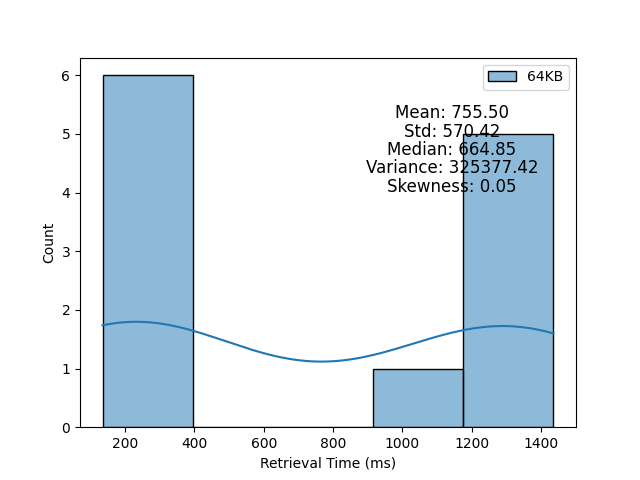 64KB
Mean: 755.50
Std: 570.42
Median: 664.85
Variance: 325377.42
Skewness: 0.05
6
5
4
3
2
1
0
Count
200 400 600 800 1000 1200 1400
Retrieval Time (ms)